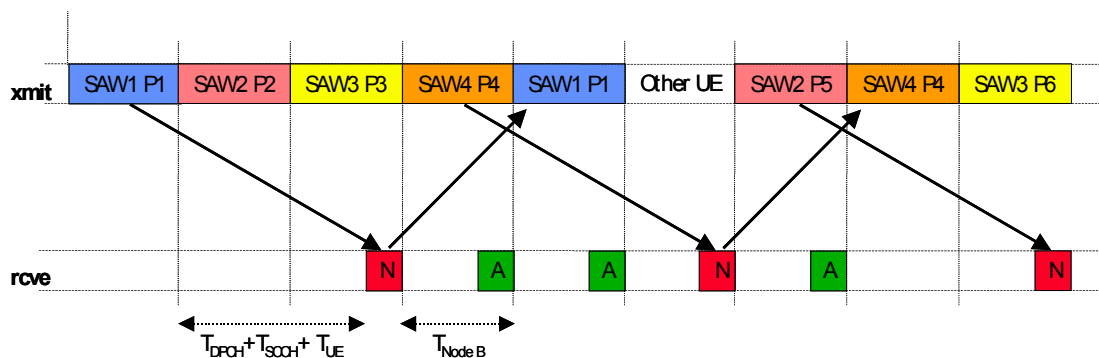 xmit SAW1 P1 SAW2 P2 SAW3 P3 SAW4 P4 SAW1 P1 Other UE SAW2 P5 SAW4 P4 SAW3 P6
rcve N A A N A N
TDPCH+TSCCH + TUE TNode B